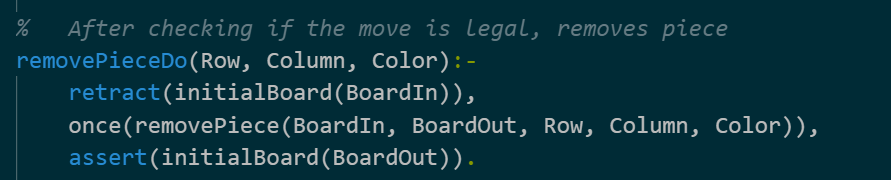 %   After checking if the move is legal, removes piece
removePieceDo(Row, Column, Color):-
    retract(initialBoard(BoardIn)),
    once(removePiece(BoardIn, BoardOut, Row, Column, Color)),
    assert(initialBoard(BoardOut)).